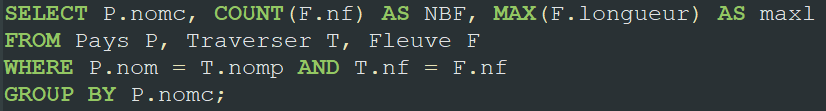 SELECT P.nomc, COUNT(F.nf) AS NBF, MAX(F.longueur) AS maxl
FROM Pays P, Traverser T, Fleuve F
WHERE P.nom = T.nomp AND T.nf = F.nf
GROUP BY P.nomc;